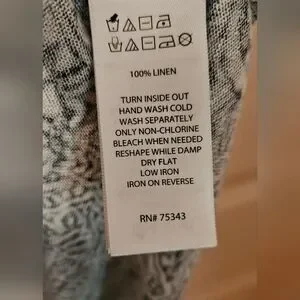 100% LINEN
TURN INSIDE OUT
HAND WASH COLD
WASH SEPARATELY
ONLY NON-CHLORINE
BLEACH WHEN NEEDED
RESHAPE WHILE DAMP
DRY FLAT
LOW IRON
IRON ON REVERSE
RN# 75343